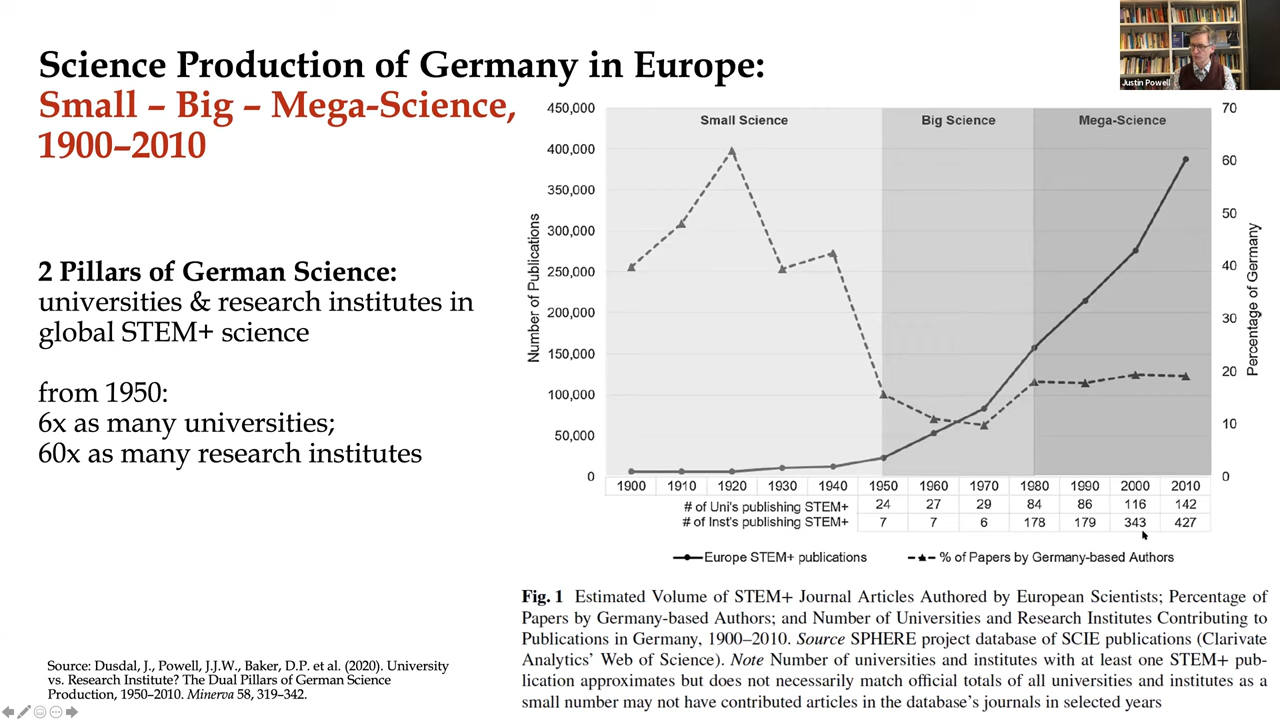 Science Production of Germany in Europe:
Small – Big – Mega-Science,
1900–2010
2 Pillars of German Science:
universities & research institutes in
global STEM+ science
from 1950:
6x as many universities;
60x as many research institutes
Source: Dusdal, J., Powell, J.J.W., Baker, D.P. et al. (2020). University
vs. Research Institute? The Dual Pillars of German Science
Production, 1950–2010. Minerva 58, 319–342.
Justin Powell
Small Science Big Science Mega-Science
Number of Publications
450,000
400,000
350,000
300,000
250,000
200,000
150,000
100,000
50,000
0
70
60
50
40
30
20
10
0
Percentage of Germany
1900 1910 1920 1930 1940 1950 1960 1970 1980 1990 2000 2010
# of Uni's publishing STEM+ 24 27 29 84 86 116 142
# of Inst's publishing STEM+ 7 7 6 178 179 343 427
Europe STEM+ publications % of Papers by Germany-based Authors
Fig. 1 Estimated Volume of STEM+ Journal Articles Authored by European Scientists; Percentage of
Papers by Germany-based Authors; and Number of Universities and Research Institutes Contributing to
Publications in Germany, 1900–2010. Source SPHERE project database of SCIE publications (Clarivate
Analytics' Web of Science). Note Number of universities and institutes with at least one STEM+ pub-
lication approximates but does not necessarily match official totals of all universities and institutes as a
small number may not have contributed articles in the database's journals in selected years